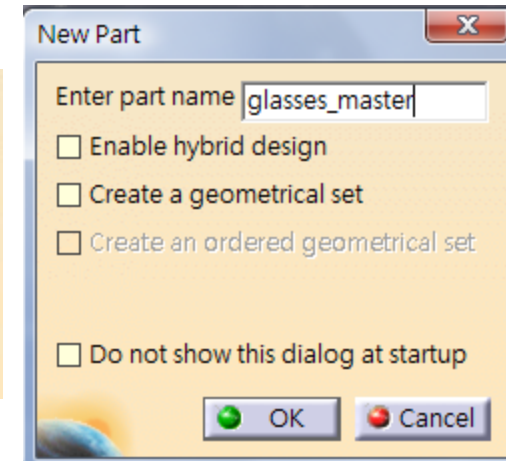 New Part
Enter part name glasses_master
Enable hybrid design
Create a geometrical set
Create an ordered geometrical set
Do not show this dialog at startup
OK Cancel